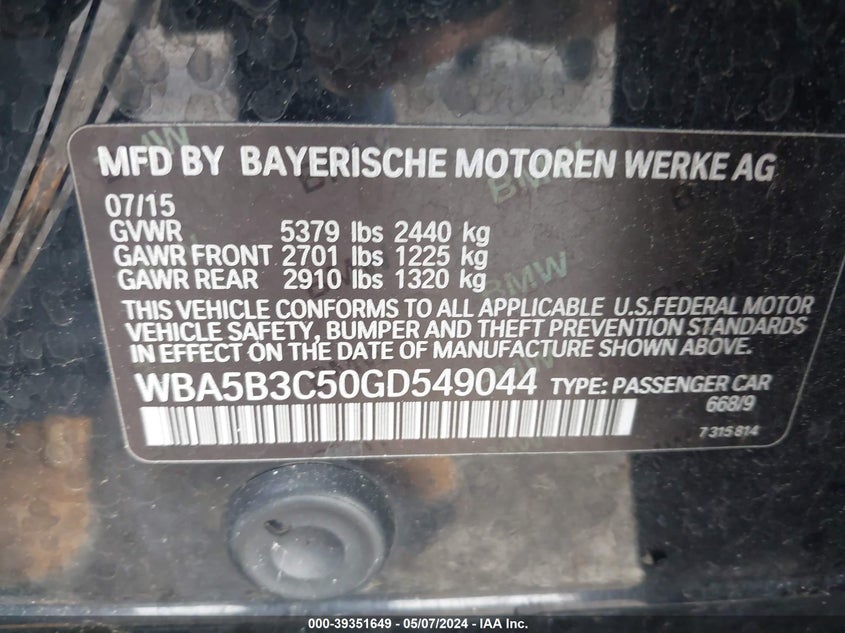 MFD BY BAYERISCHE MOTOREN WERKE AG
07/15
GVWR 5379 lbs 2440 kg
GAWR FRONT 2701 lbs 1225 kg
GAWR REAR 2910 lbs 1320 kg
THIS VEHICLE CONFORMS TO ALL APPLICABLE U.S.FEDERAL MOTOR
VEHICLE SAFETY, BUMPER AND THEFT PREVENTION STANDARDS
IN EFFECT ON THE DATE OF MANUFACTURE SHOWN ABOVE.
WBA5B3C50GD549044 TYPE: PASSENGER CAR
668/9
7315814
000-39351649 - 05/07/2024 - IAA Inc.